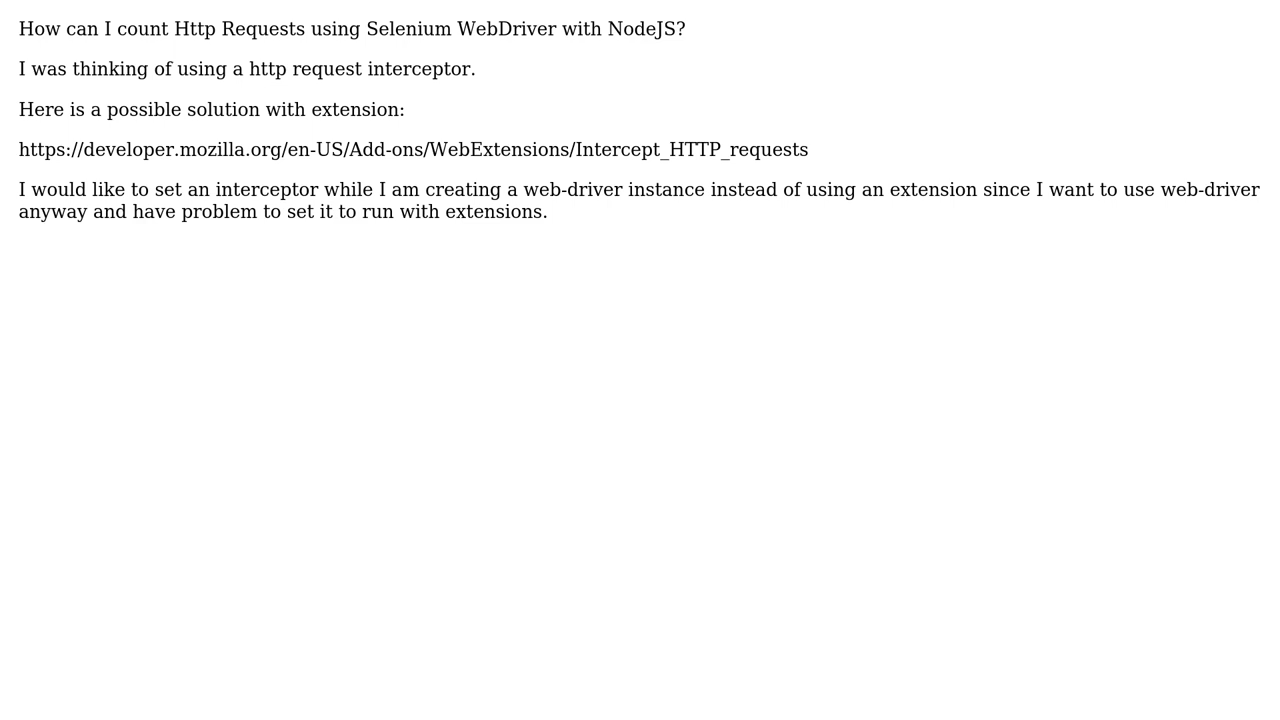 How can I count Http Requests using Selenium WebDriver with NodeJS?
I was thinking of using a http request interceptor.
Here is a possible solution with extension:
https://developer.mozilla.org/en-US/Add-ons/WebExtensions/Intercept_HTTP_requests
I would like to set an interceptor while I am creating a web-driver instance instead of using an extension since I want to use web-driver
anyway and have problem to set it to run with extensions.